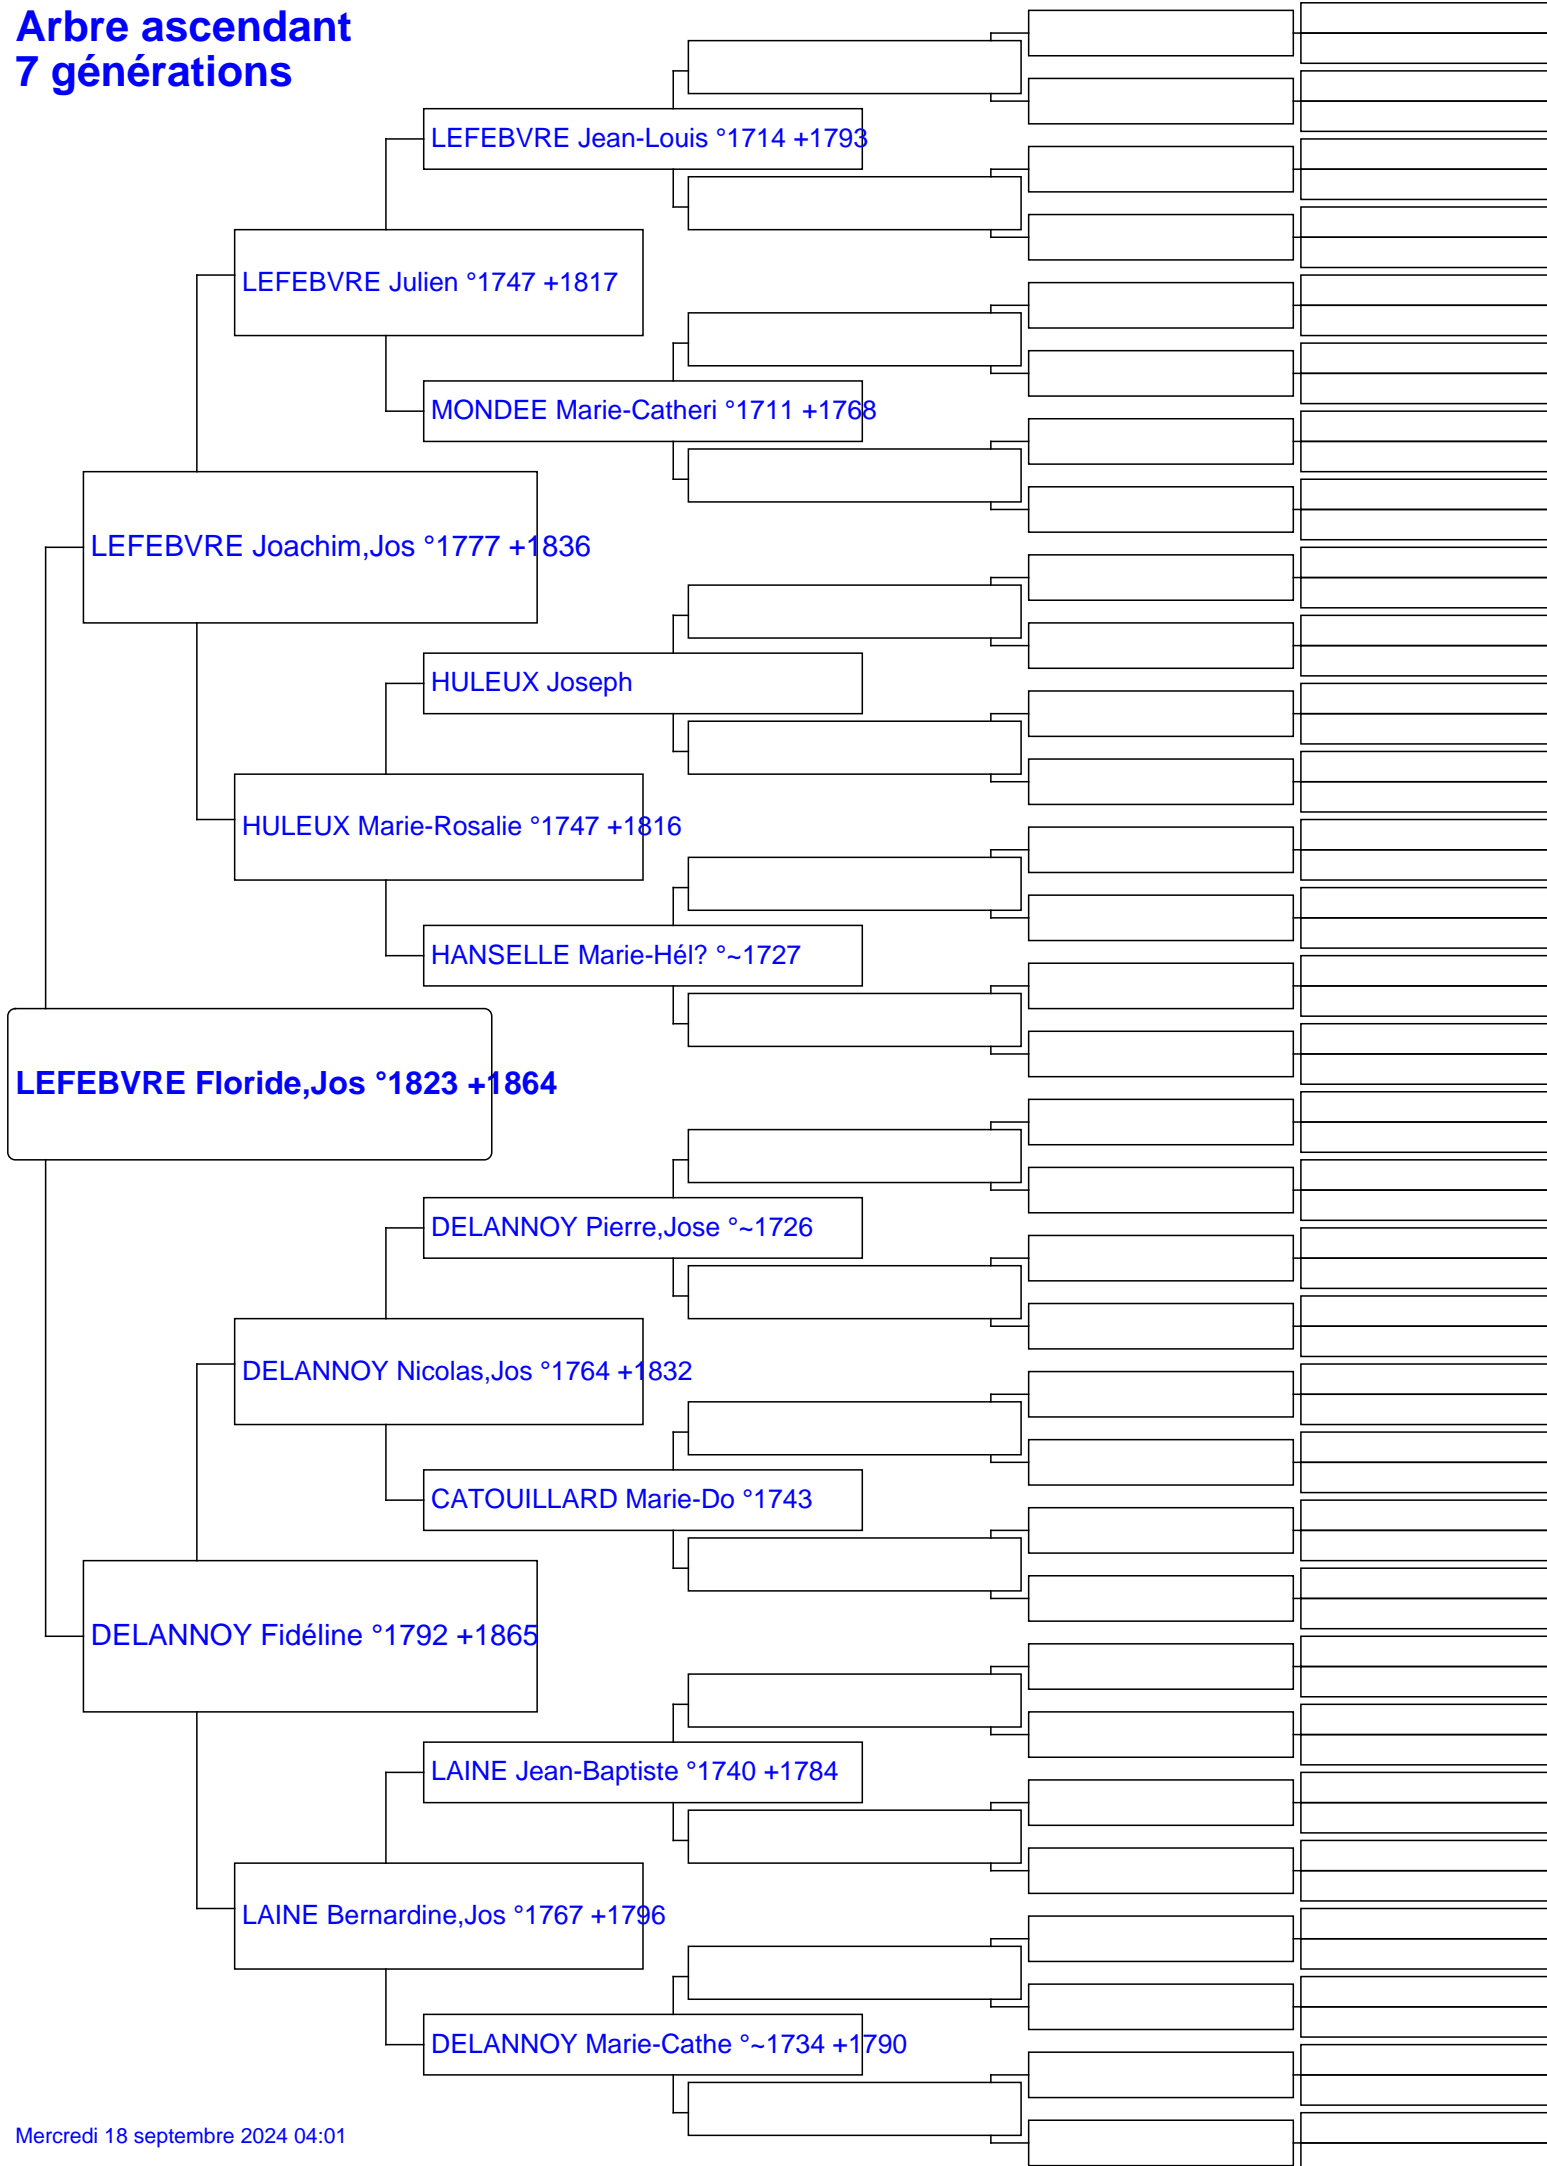 Arbre ascendant
7 générations
LEFEBVRE Jean-Louis °1714 +1793
LEFEBVRE Julien °1747 +1817
MONDEE Marie-Catheri °1711 +1768
LEFEBVRE Joachim,Jos °1777 +1836
HULEUX Joseph
HULEUX Marie-Rosalie °1747 +1816
HANSELLE Marie-Hél? °~1727
LEFEBVRE Floride,Jos °1823 +1864
DELANNOY Pierre,Jose °~1726
DELANNOY Nicolas,Jos °1764 +1832
CATOUILLARD Marie-Do °1743
DELANNOY Fidéline °1792 +1865
LAINE Jean-Baptiste °1740 +1784
LAINE Bernardine,Jos °1767 +1796
DELANNOY Marie-Cathe °~1734 +1790
Mercredi 18 septembre 2024 04:01